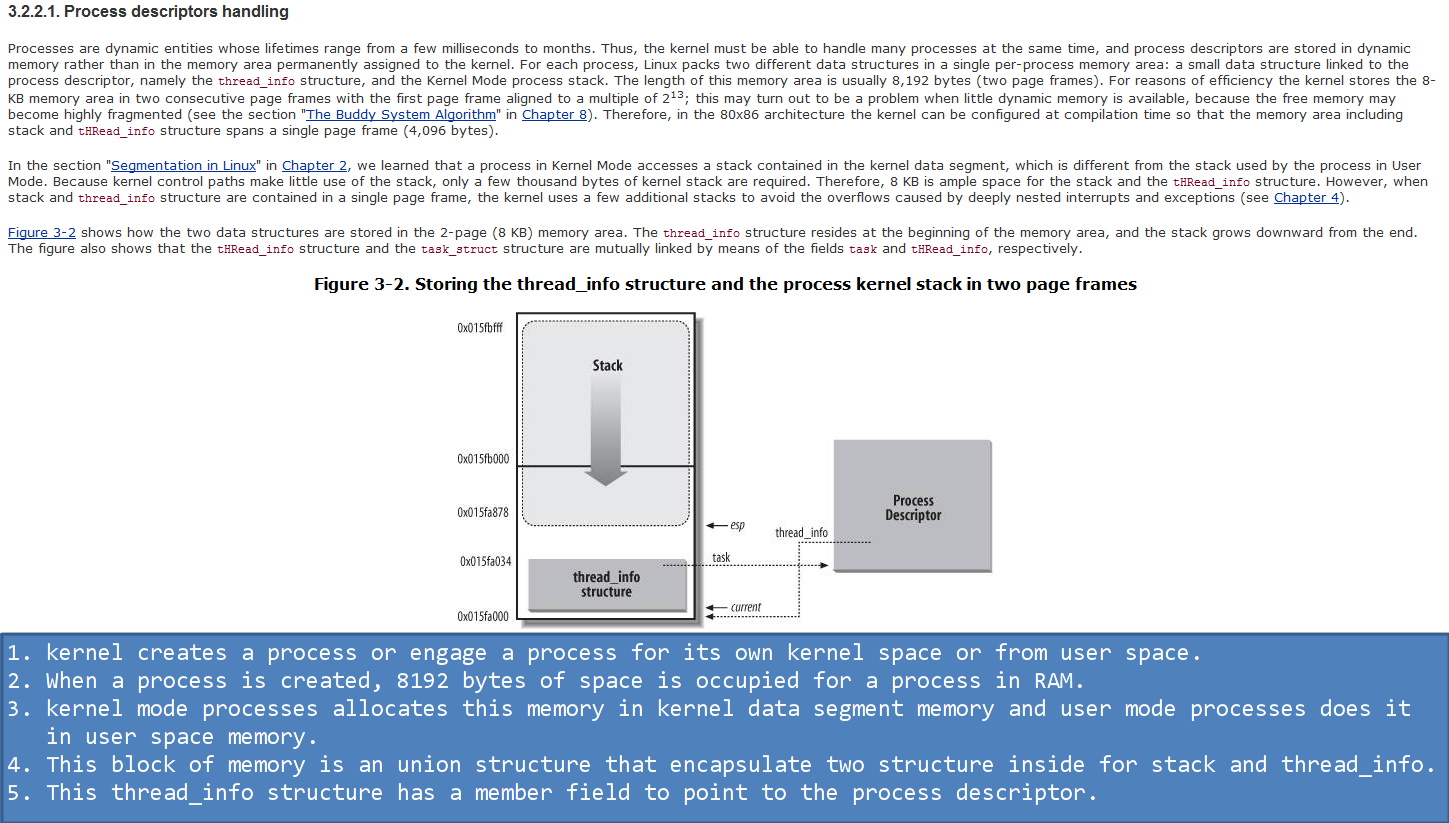 3.2.2.1. Process descriptors handling
Processes are dynamic entities whose lifetimes range from a few milliseconds to months. Thus, the kernel must be able to handle many processes at the same time, and process descriptors are stored in dynamic
memory rather than in the memory area permanently assigned to the kernel. For each process, Linux packs two different data structures in a single per-process memory area: a small data structure linked to the
process descriptor, namely the thread_info structure, and the Kernel Mode process stack. The length of this memory area is usually 8,192 bytes (two page frames). For reasons of efficiency the kernel stores the 8-
KB memory area in two consecutive page frames with the first page frame aligned to a multiple of 2¹³; this may turn out to be a problem when little dynamic memory is available, because the free memory may
become highly fragmented (see the section "The Buddy System Algorithm" in Chapter 8). Therefore, in the 80x86 architecture the kernel can be configured at compilation time so that the memory area including
stack and tHRead_info structure spans a single page frame (4,096 bytes).
In the section "Segmentation in Linux" in Chapter 2, we learned that a process in Kernel Mode accesses a stack contained in the kernel data segment, which is different from the stack used by the process in User
Mode. Because kernel control paths make little use of the stack, only a few thousand bytes of kernel stack are required. Therefore, 8 KB is ample space for the stack and the tHRead_info structure. However, when
stack and thread_info structure are contained in a single page frame, the kernel uses a few additional stacks to avoid the overflows caused by deeply nested interrupts and exceptions (see Chapter 4).
Figure 3-2 shows how the two data structures are stored in the 2-page (8 KB) memory area. The thread_info structure resides at the beginning of the memory area, and the stack grows downward from the end.
The figure also shows that the tHRead_info structure and the task_struct structure are mutually linked by means of the fields task and tHRead_info, respectively.
Figure 3-2. Storing the thread_info structure and the process kernel stack in two page frames
0x015fbfff
Stack
0x015fb000
0x015fa878
esp
thread_info
Process
Descriptor
0x015fa034
task
thread_info
structure
current
0x015fa000
1. kernel creates a process or engage a process for its own kernel space or from user space.
2. When a process is created, 8192 bytes of space is occupied for a process in RAM.
3. kernel mode processes allocates this memory in kernel data segment memory and user mode processes does it
in user space memory.
4. This block of memory is an union structure that encapsulate two structure inside for stack and thread_info.
5. This thread_info structure has a member field to point to the process descriptor.